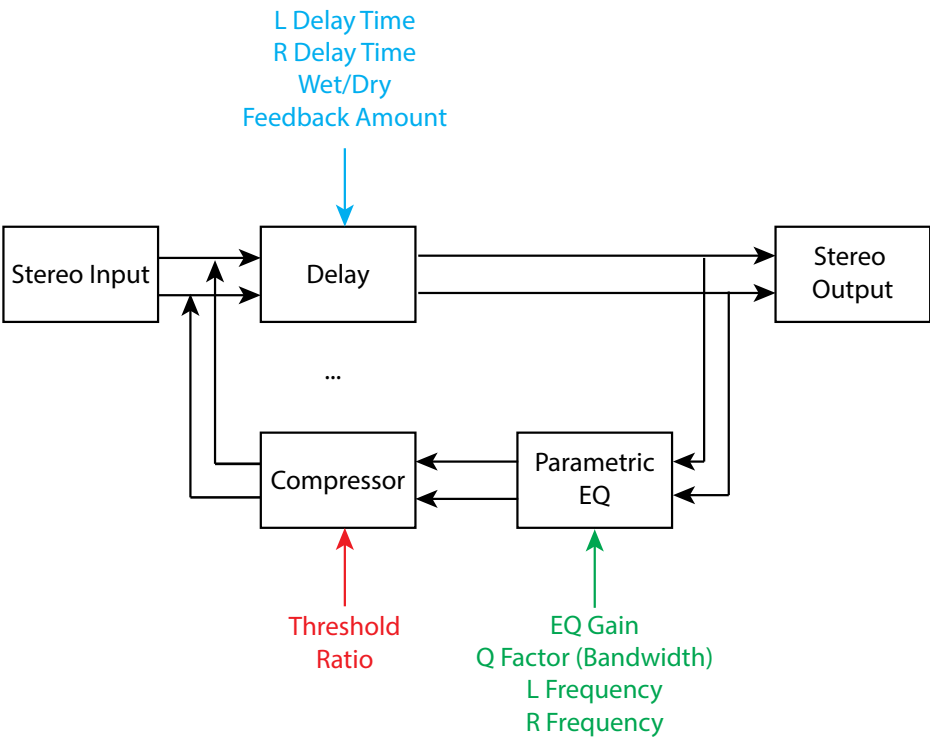 L Delay Time
R Delay Time
Wet/Dry
Feedback Amount
Stereo Input
Delay
Stereo
Output
...
Compressor
Parametric
EQ
Threshold
Ratio
EQ Gain
Q Factor (Bandwidth)
L Frequency
R Frequency